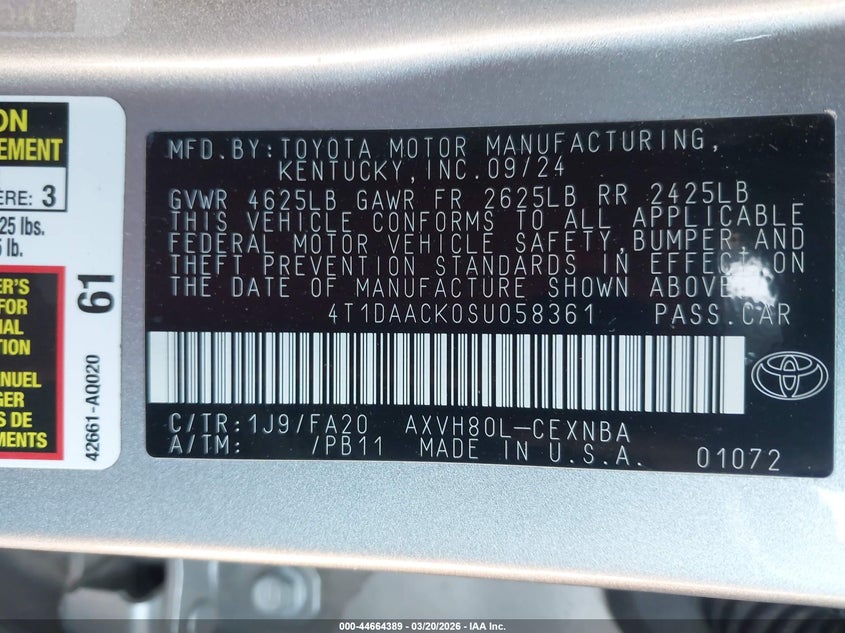 ON
EMENT
ÈRE: 3
25 lbs.
5 lb.
ER'S
FOR
NAL
TION
NUEL
GER
S DE
EMENTS
42661-AQ020
61
MFD.BY:TOYOTA MOTOR MANUFACTURING,
KENTUCKY,INC.09/24
GVWR 4625LB GAWR FR 2625LB RR 2425LB
THIS VEHICLE CONFORMS TO ALL APPLICABLE
FEDERAL MOTOR VEHICLE SAFETY,BUMPER,AND
THEFT PREVENTION STANDARDS IN EFFECT ON
THE DATE OF MANUFACTURE SHOWN ABOVE.
4T1DAACK0SU058361 PASS.CAR
C/TR:1J9/FA20 AXVH80L-CEXNBA
A/TM: /PB11 MADE IN U.S.A. 01072
000-44664389 — 03/20/2026 — IAA Inc.